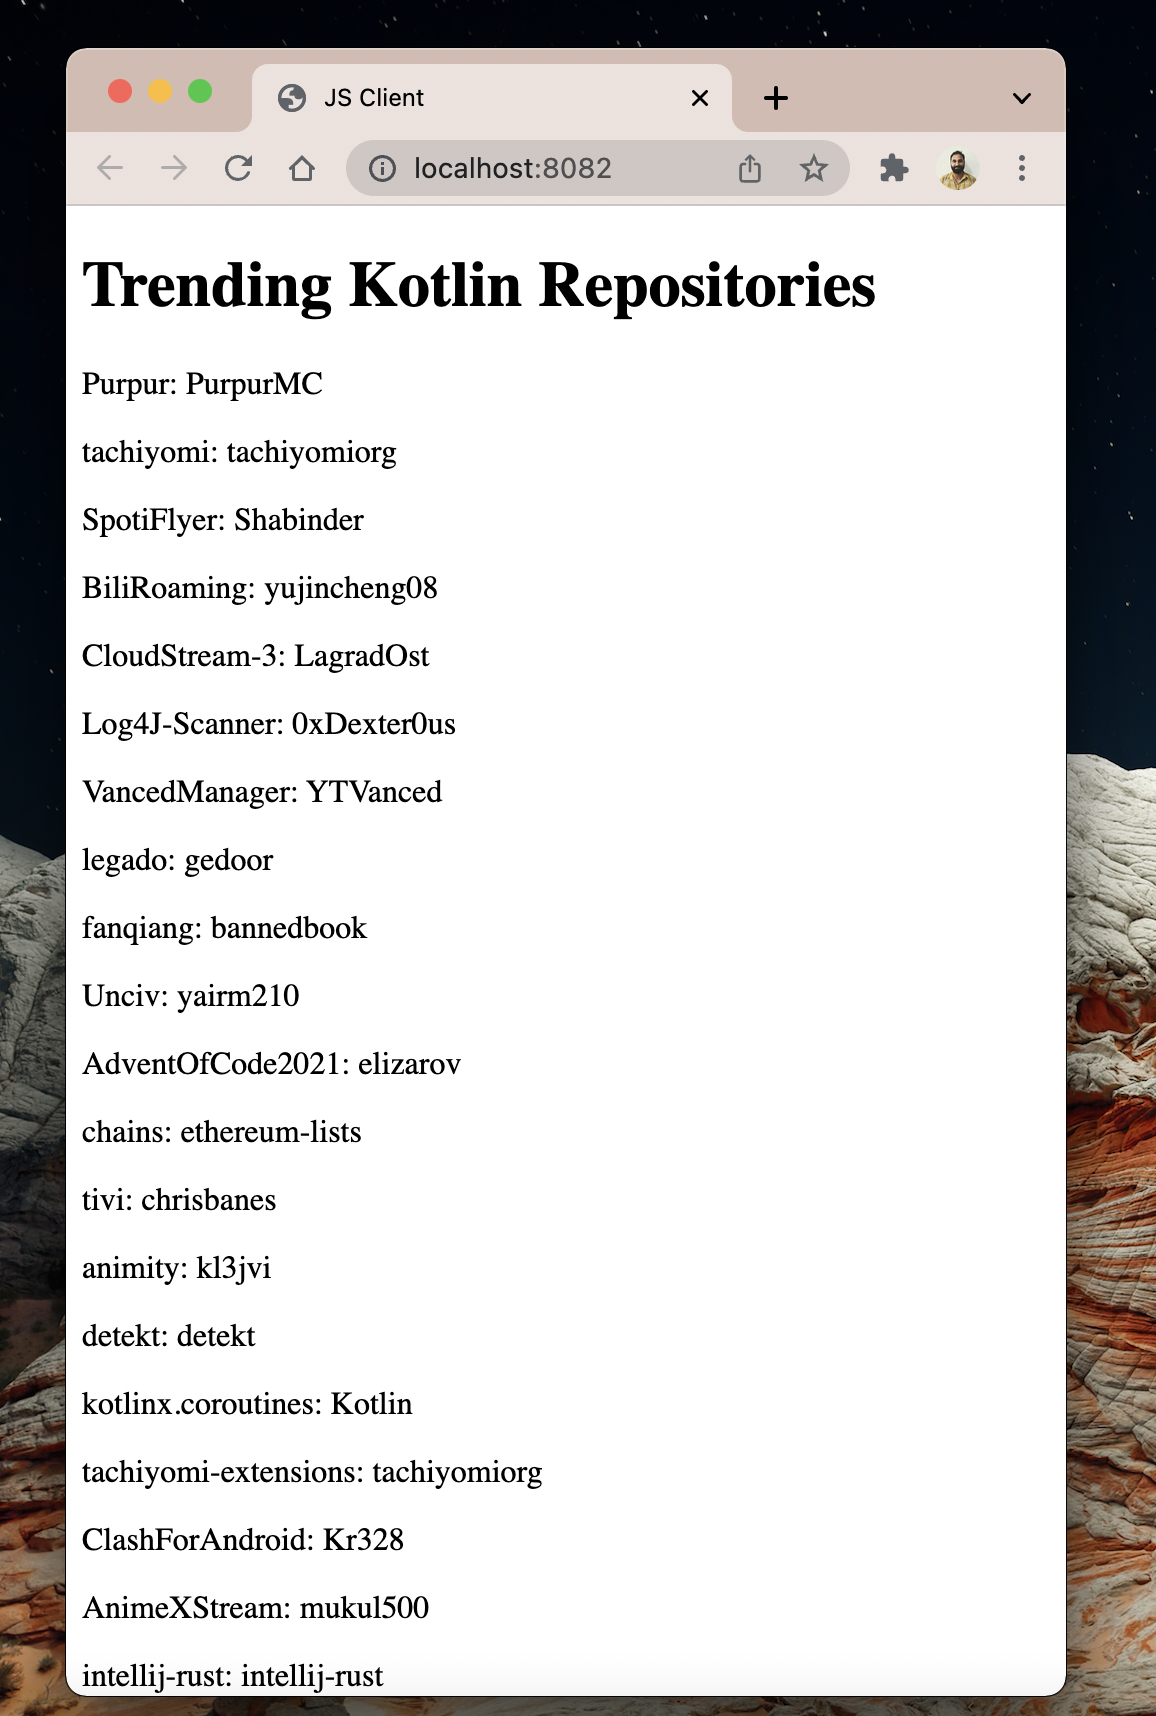 JS Client
localhost:8082
Trending Kotlin Repositories
Purpur: PurpurMC
tachiyomi: tachiyomiorg
SpotiFlyer: Shabinder
BiliRoaming: yujincheng08
CloudStream-3: LagradOst
Log4J-Scanner: 0xDexter0us
VancedManager: YTVanced
legado: gedoor
fanqiang: bannedbook
Unciv: yairm210
AdventOfCode2021: elizarov
chains: ethereum-lists
tivi: chrisbanes
animity: kl3jvi
detekt: detekt
kotlinx.coroutines: Kotlin
tachiyomi-extensions: tachiyomiorg
ClashForAndroid: Kr328
AnimeXStream: mukul500
intellij-rust: intellij-rust